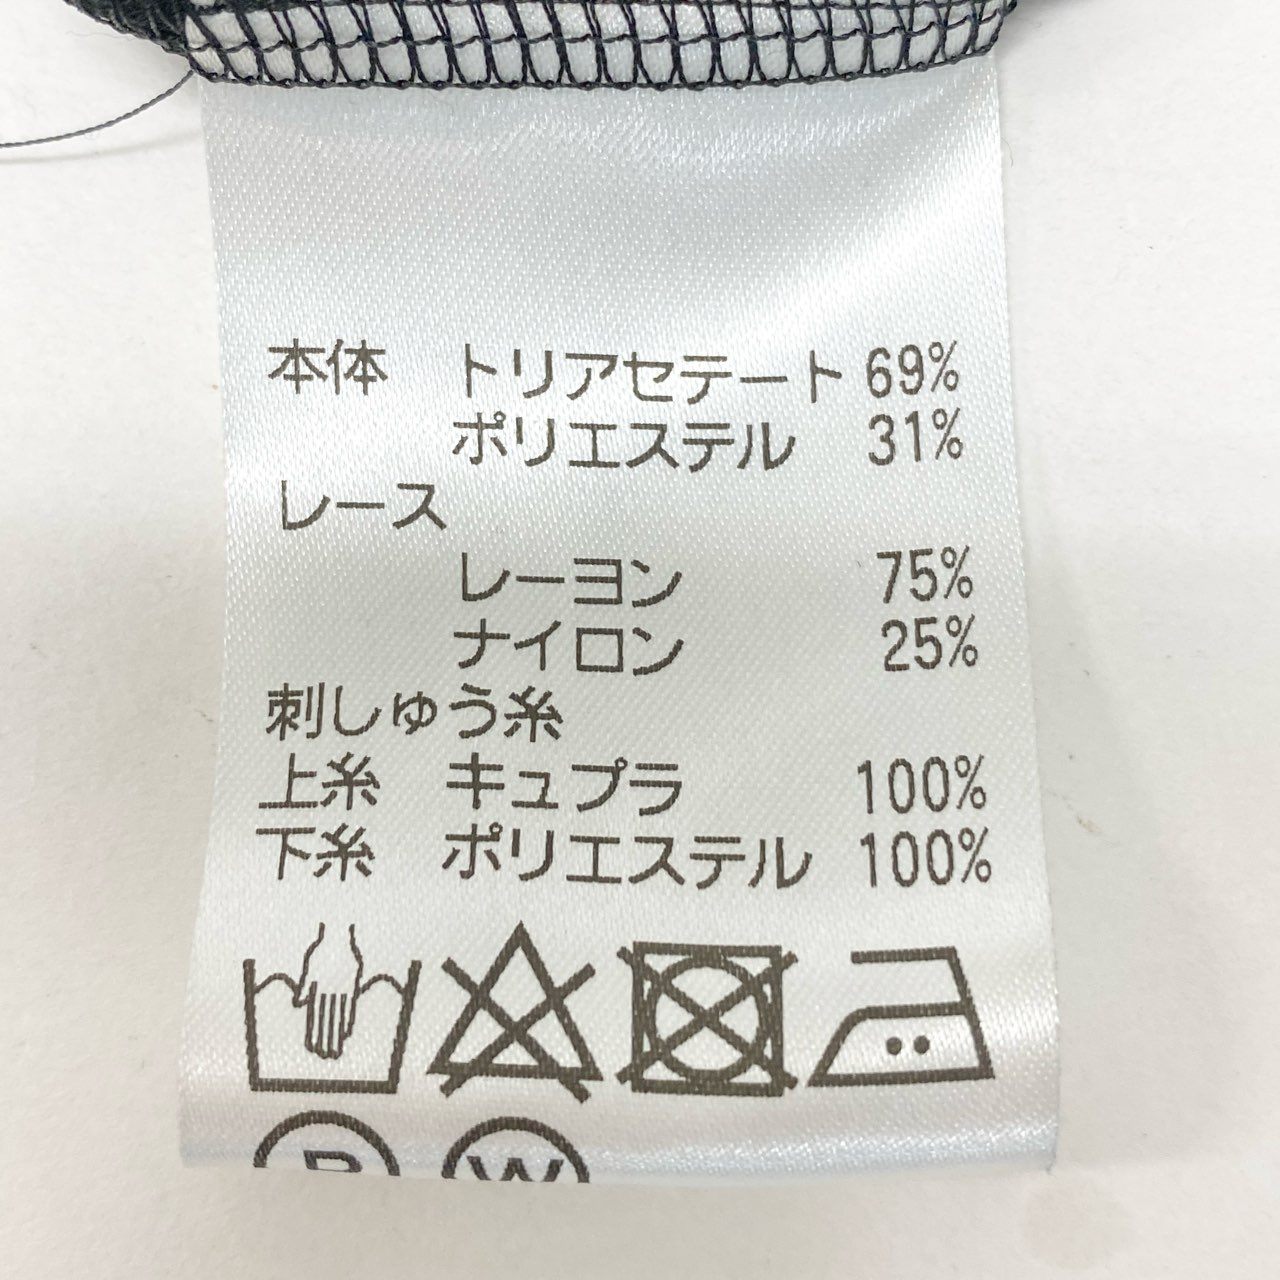 本体 トリアセテート 69%
ポリエステル 31%
レース
レーヨン 75%
ナイロン 25%
刺しゅう糸
上糸 キュプラ 100%
下糸 ポリエステル 100%
W